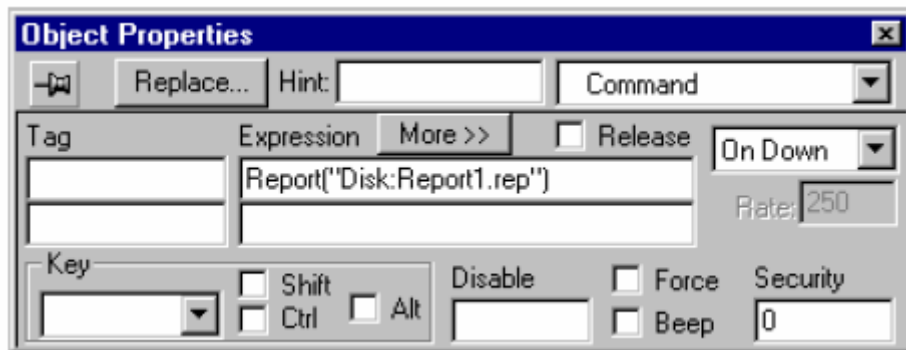 Object Properties
Replace... Hint: Command
Tag Expression More >> Release On Down
Report("Disk:Report1.rep")
Rate: 250
Key Shift Ctrl Alt Disable Force Beep Security
0